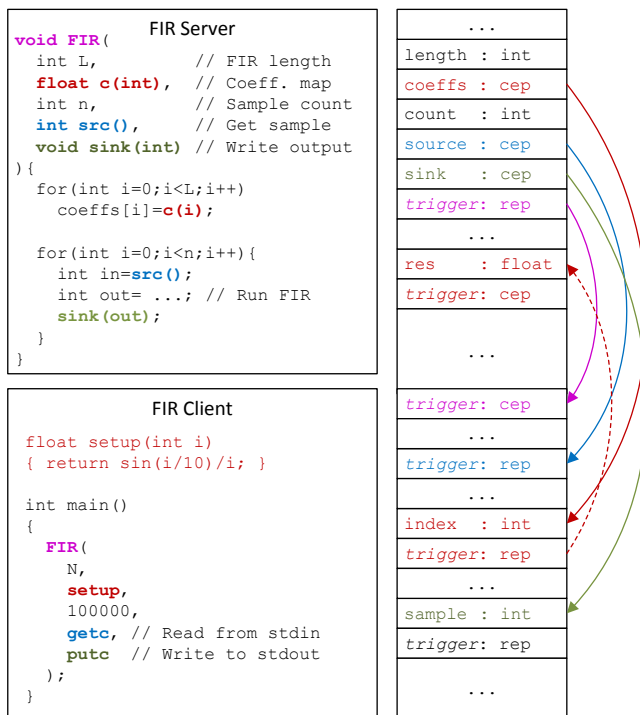 FIR Server
void FIR(
  int L,         // FIR length
  float c(int),  // Coeff. map
  int n,         // Sample count
  int src(),     // Get sample
  void sink(int) // Write output
){
  for(int i=0;i<L;i++)
    coeffs[i]=c(i);
  for(int i=0;i<n;i++){
    int in=src();
    int out= ...; // Run FIR
    sink(out);
  }
}
FIR Client
float setup(int i)
{ return sin(i/10)/i; }
int main()
{
  FIR(
    N,
    setup,
    100000,
    getc, // Read from stdin
    putc  // Write to stdout
  );
}
...
length : int
coeffs : cep
count  : int
source : cep
sink   : cep
trigger: rep
...
res    : float
trigger: cep
...
trigger: cep
...
trigger: rep
...
index  : int
trigger: rep
...
sample : int
trigger: rep
...